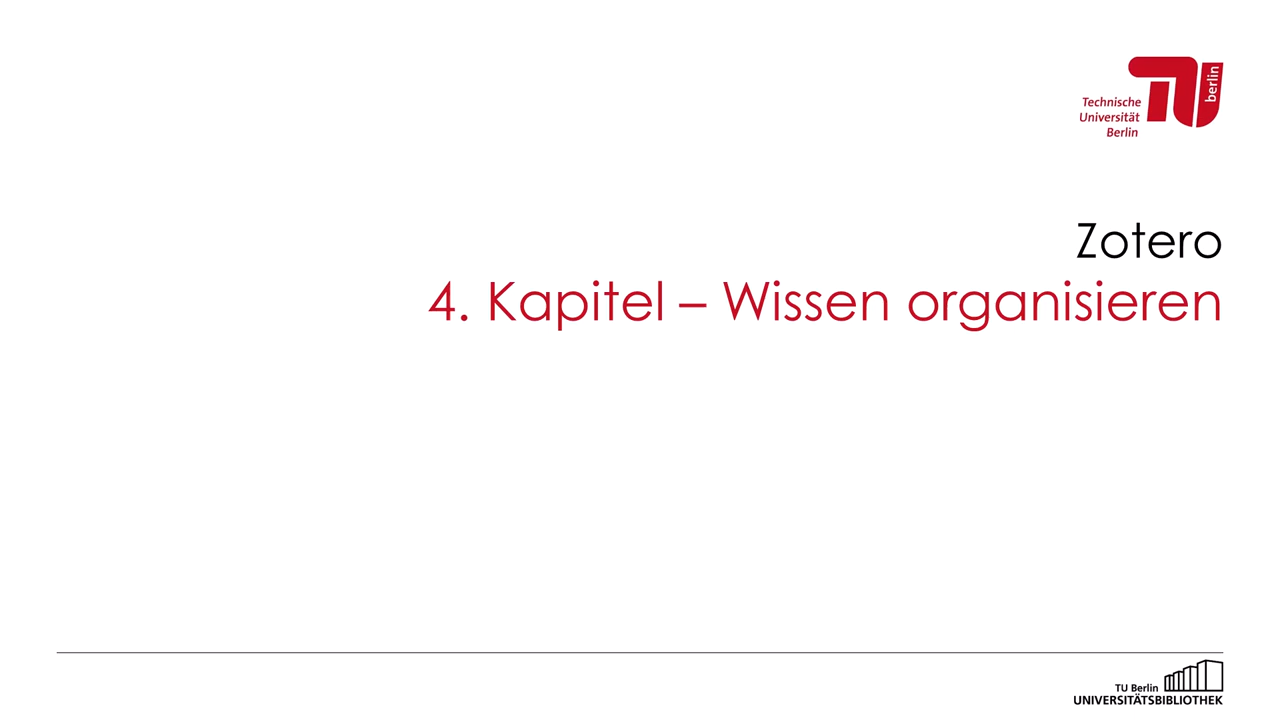 berlin
Technische
Universität
Berlin
Zotero
4. Kapitel – Wissen organisieren
TU Berlin
UNIVERSITÄTSBIBLIOTHEK